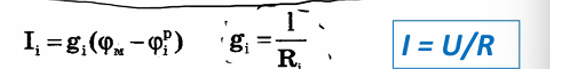 Iᵢ = gᵢ(φₘ − φᵢᵖ)   gᵢ = 1/Rᵢ   I = U/R